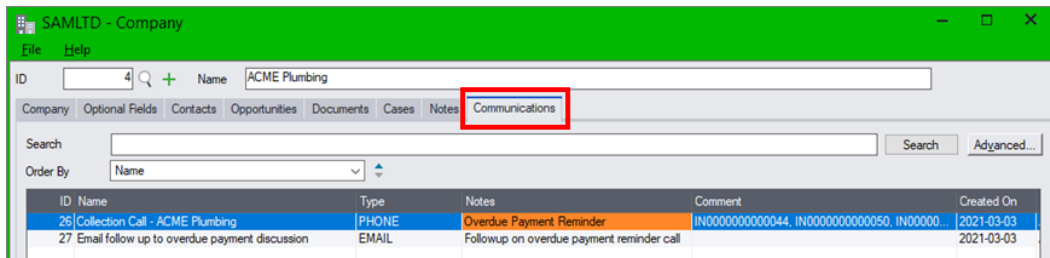 SAMLTD - Company
File Help
ID 4 Name ACME Plumbing
Company Optional Fields Contacts Opportunities Documents Cases Notes Communications
Search Search Advanced...
Order By Name
ID Name Type Notes Comment Created On
26 Collection Call - ACME Plumbing PHONE Overdue Payment Reminder IN0000000000044, IN0000000000050, IN00000... 2021-03-03
27 Email follow up to overdue payment discussion EMAIL Followup on overdue payment reminder call 2021-03-03